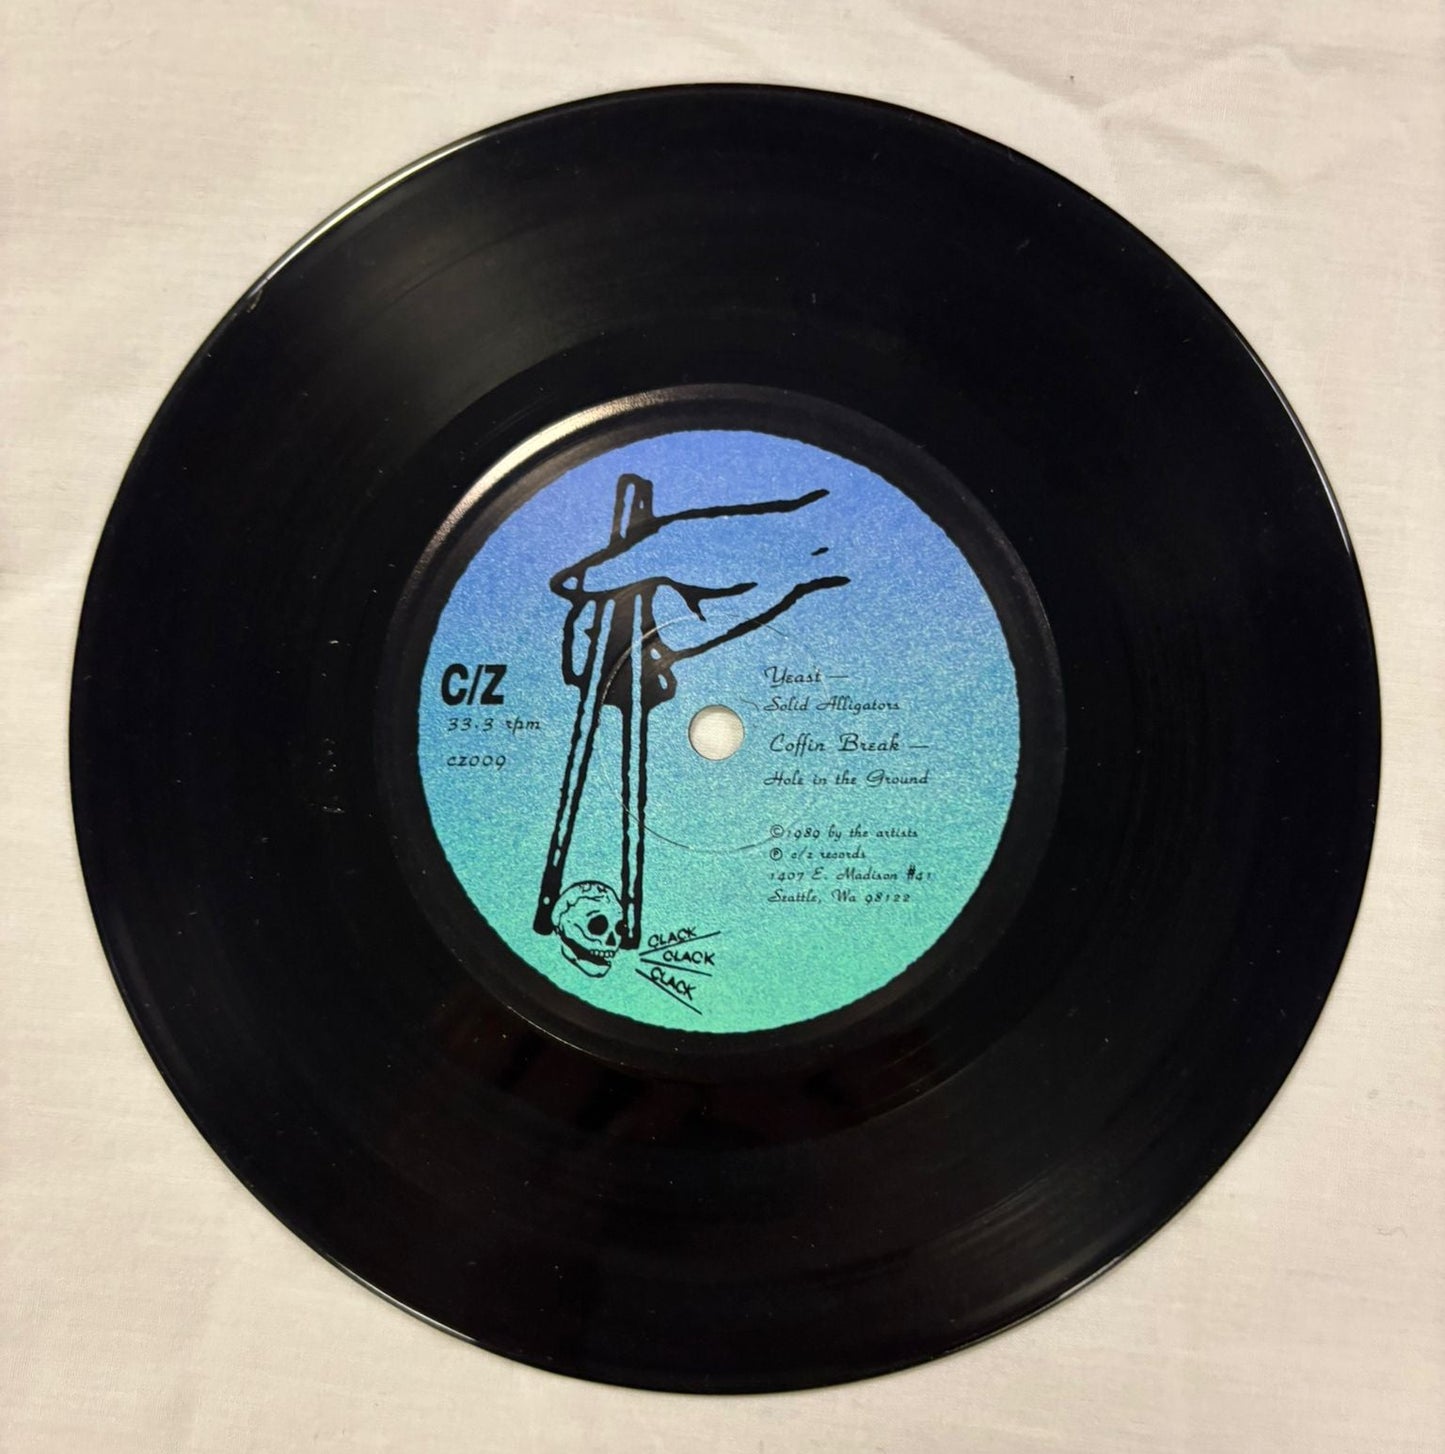 C/Z
33.3 rpm
cz009
Yeast —
Solid Alligators
Coffin Break —
Hole in the Ground
©1989 by the artists
℗ c/z records
1407 E. Madison #41
Seattle, Wa 98122
CLACK
CLACK
CLACK